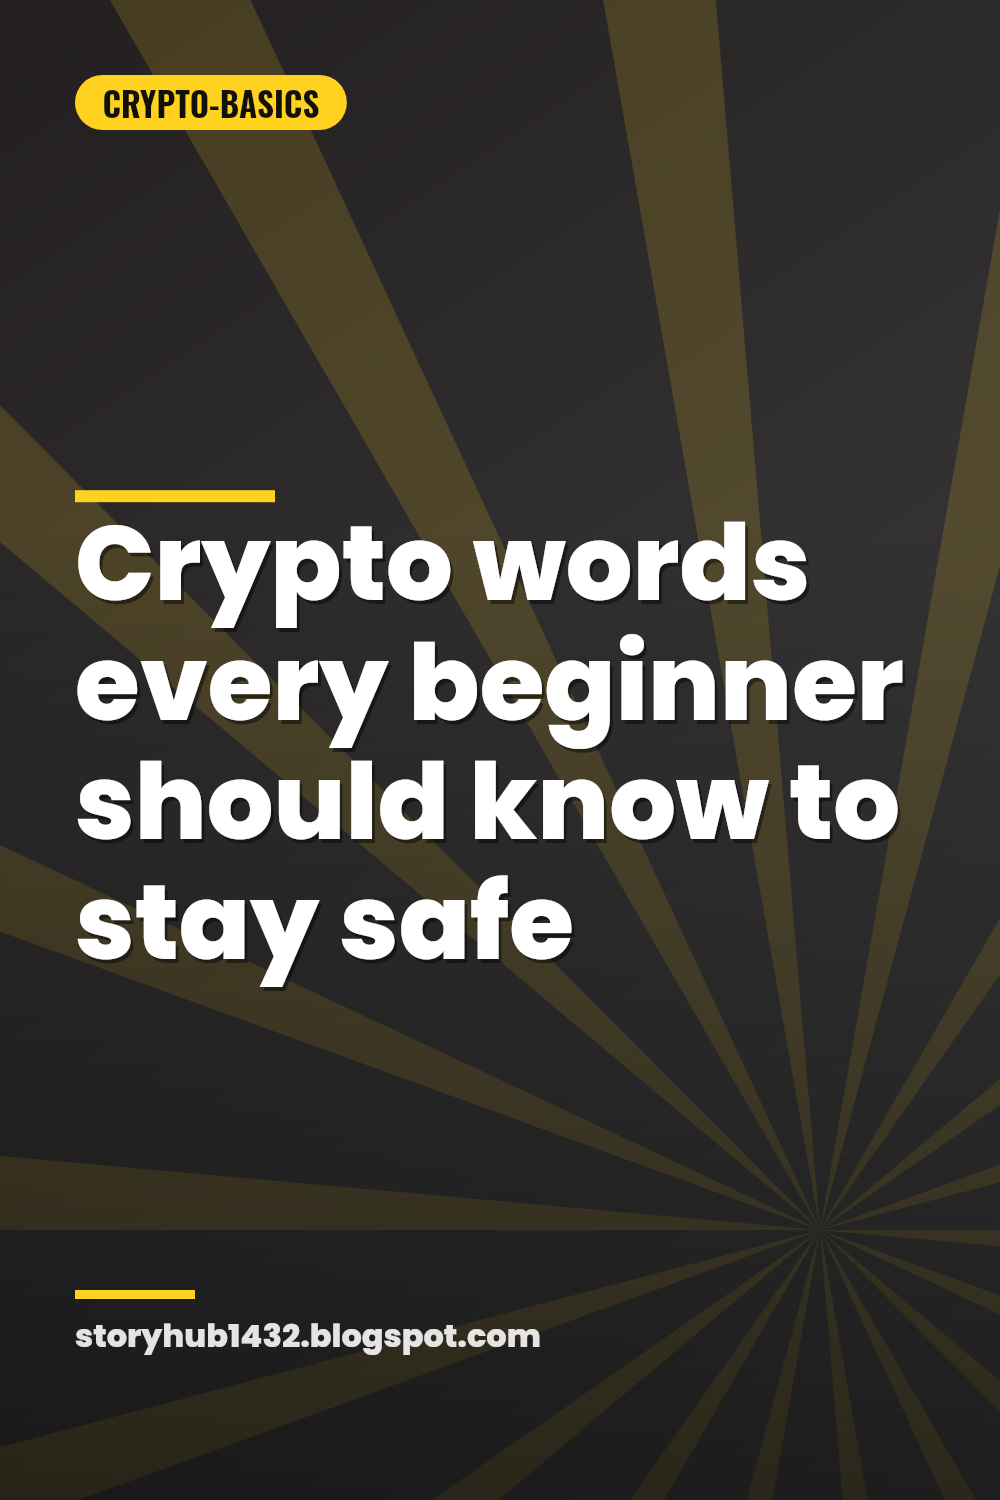 CRYPTO-BASICS
Crypto words
every beginner
should know to
stay safe
storyhub1432.blogspot.com